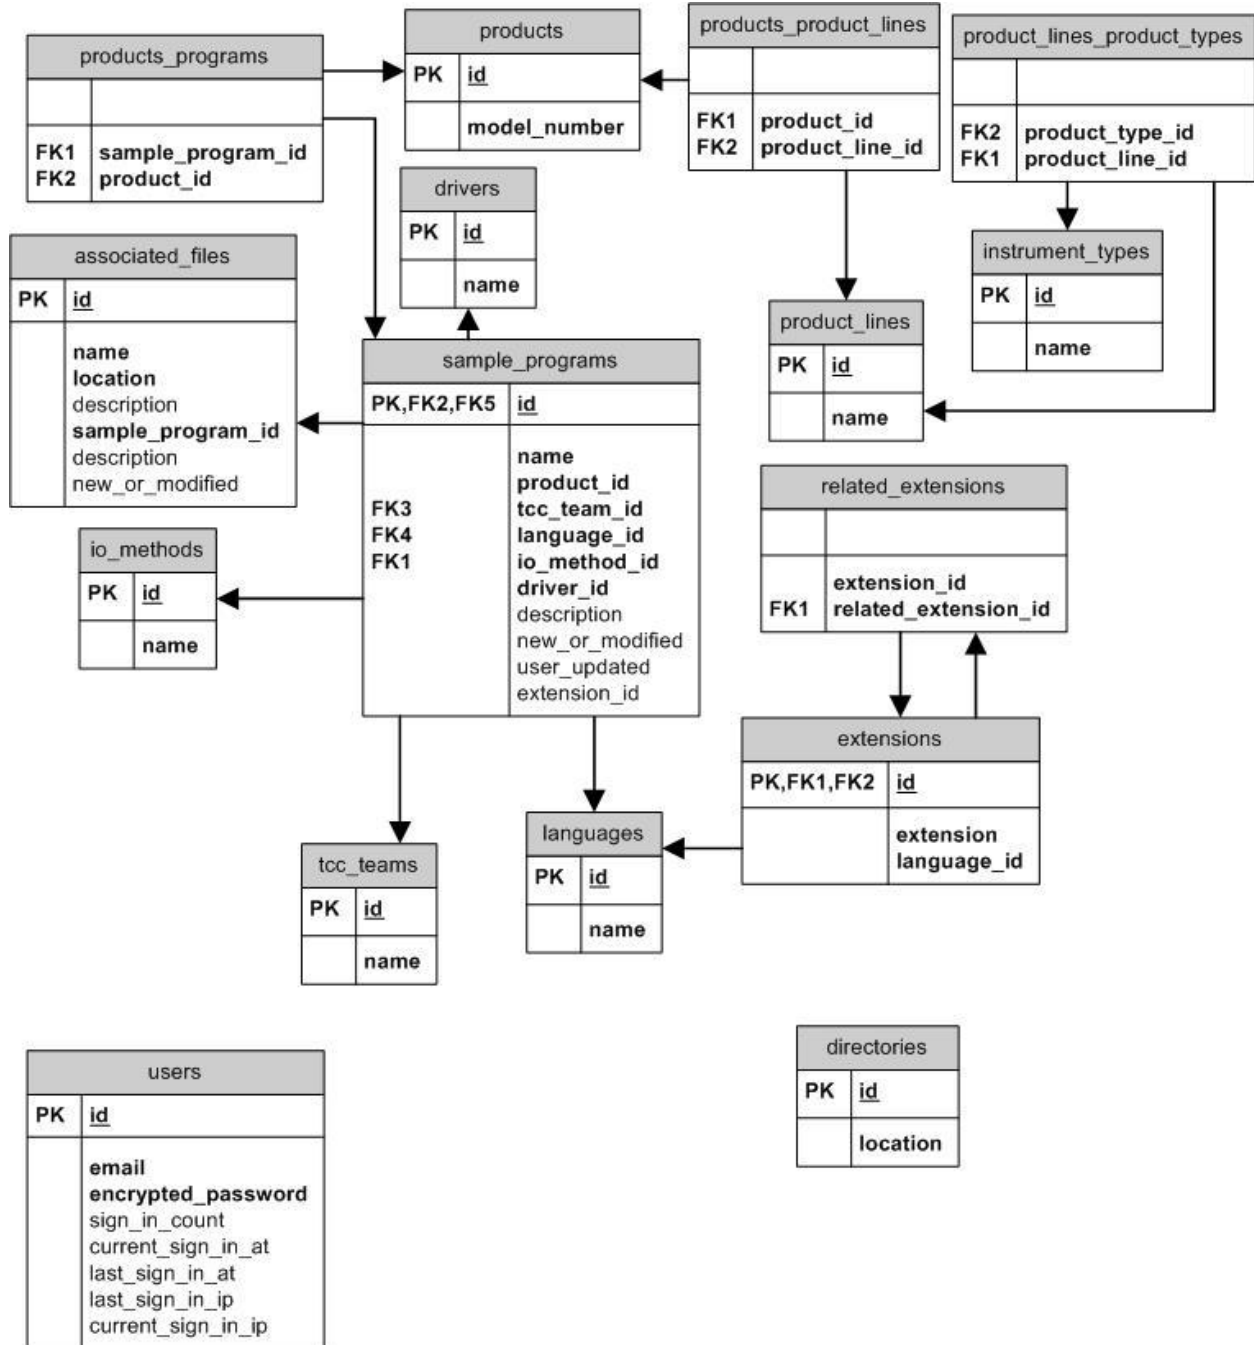 products_programs
FK1 sample_program_id
FK2 product_id
products
PK id
model_number
products_product_lines
FK1 product_id
FK2 product_line_id
product_lines_product_types
FK2 product_type_id
FK1 product_line_id
drivers
PK id
name
associated_files
PK id
name
location
description
sample_program_id
description
new_or_modified
instrument_types
PK id
name
product_lines
PK id
name
sample_programs
PK,FK2,FK5 id
name
product_id
FK3 tcc_team_id
FK4 language_id
FK1 io_method_id
driver_id
description
new_or_modified
user_updated
extension_id
io_methods
PK id
name
related_extensions
extension_id
FK1 related_extension_id
extensions
PK,FK1,FK2 id
extension
language_id
languages
PK id
name
tcc_teams
PK id
name
users
PK id
email
encrypted_password
sign_in_count
current_sign_in_at
last_sign_in_at
last_sign_in_ip
current_sign_in_ip
directories
PK id
location